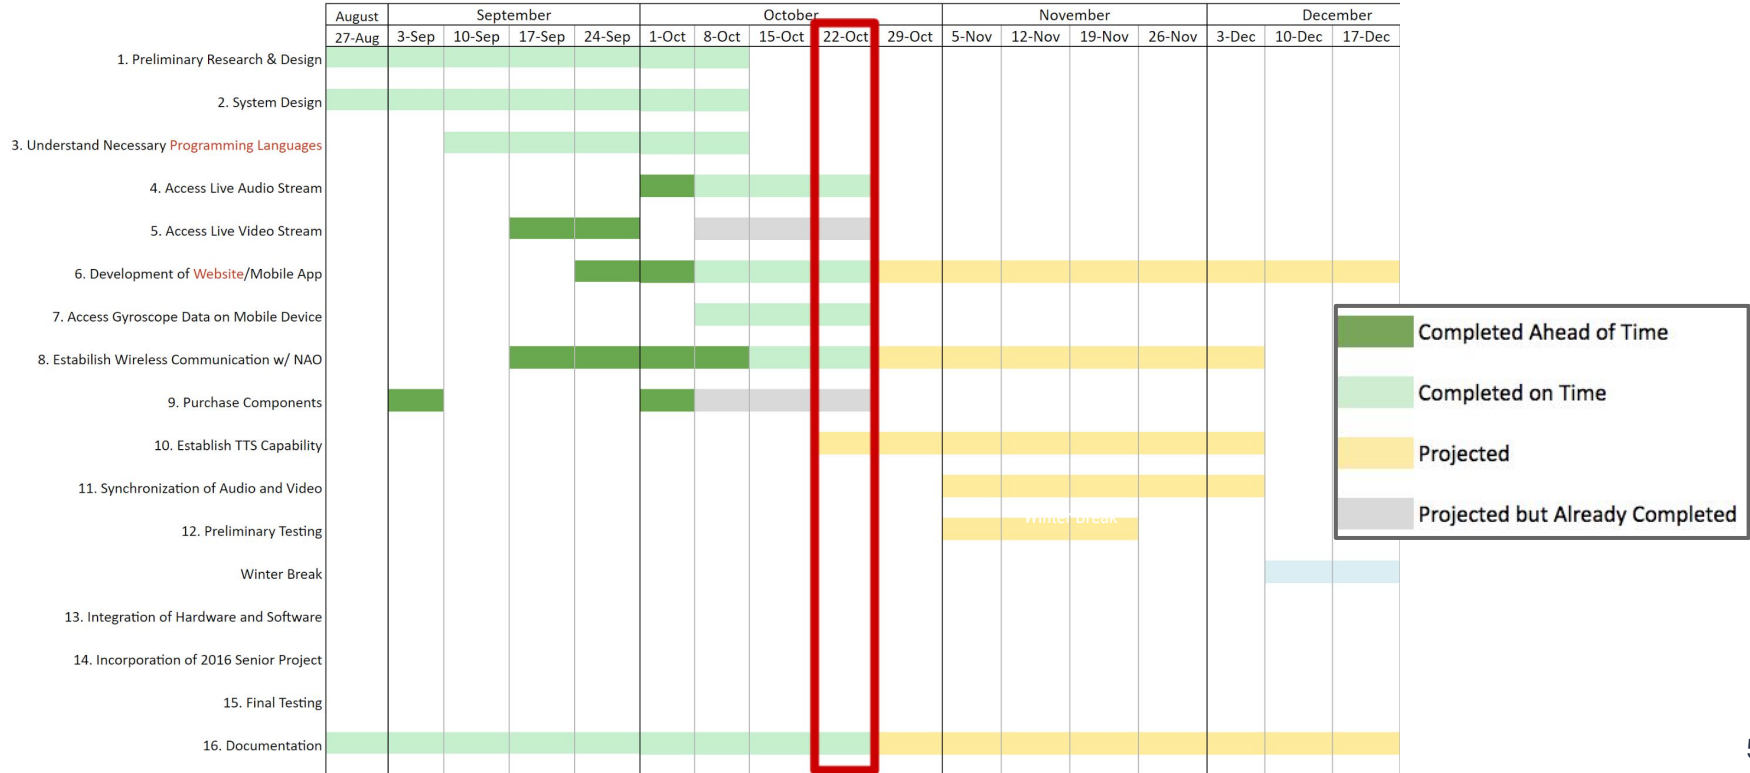 August September October November December
27-Aug 3-Sep 10-Sep 17-Sep 24-Sep 1-Oct 8-Oct 15-Oct 22-Oct 29-Oct 5-Nov 12-Nov 19-Nov 26-Nov 3-Dec 10-Dec 17-Dec
1. Preliminary Research & Design
2. System Design
3. Understand Necessary Programming Languages
4. Access Live Audio Stream
5. Access Live Video Stream
6. Development of Website/Mobile App
7. Access Gyroscope Data on Mobile Device
8. Estabilish Wireless Communication w/ NAO
9. Purchase Components
10. Establish TTS Capability
11. Synchronization of Audio and Video
12. Preliminary Testing
Winter Break
Winter Break
13. Integration of Hardware and Software
14. Incorporation of 2016 Senior Project
15. Final Testing
16. Documentation
Completed Ahead of Time
Completed on Time
Projected
Projected but Already Completed